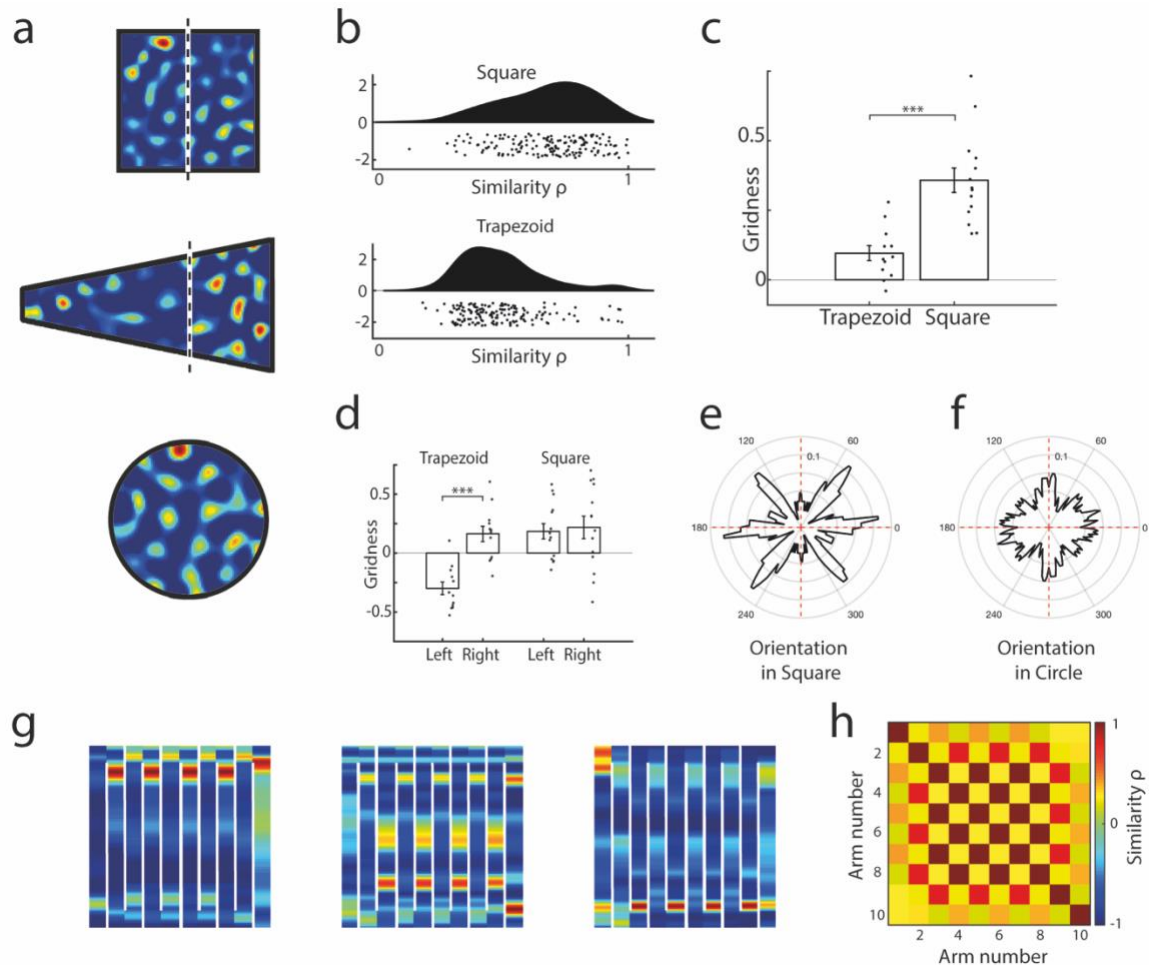 a
b
Square
2
0
-2
0
1
Similarity ρ
Trapezoid
2
0
-2
0
1
Similarity ρ
c
Gridness
0.5
0
***
Trapezoid Square
d
Trapezoid Square
Gridness
0.5
0
-0.5
***
Left Right Left Right
e
120
60
0.1
180
0
240
300
Orientation
in Square
f
120
60
0.1
180
0
240
300
Orientation
in Circle
g
h
Arm number
2
4
6
8
10
2 4 6 8 10
Arm number
1
0
-1
Similarity ρ